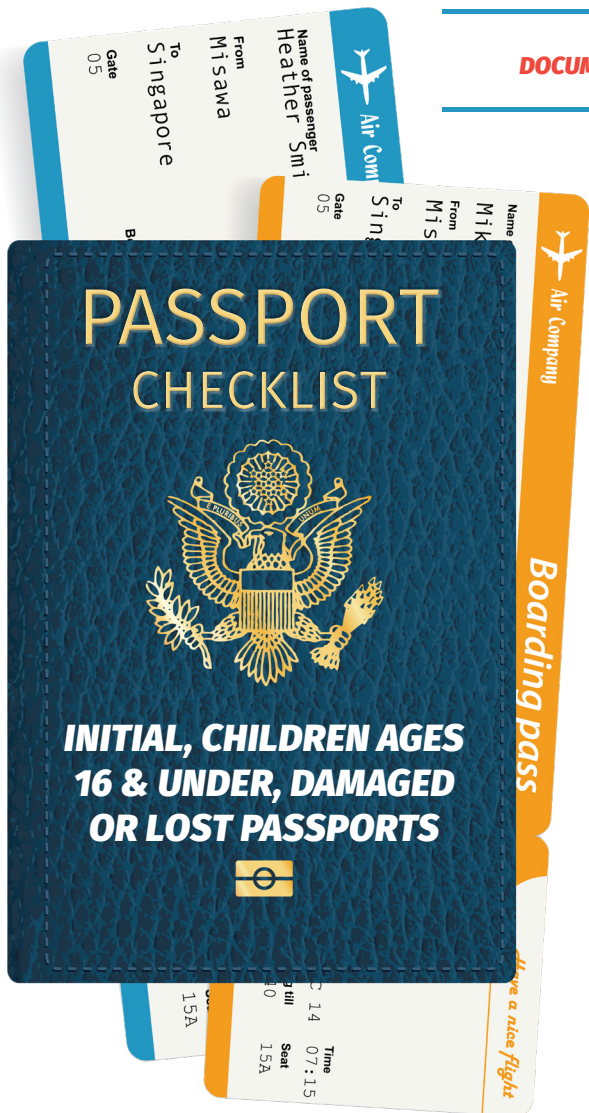 DOCUM
Air Com
Name of passenger
Heather Smi
From
Misawa
To
Singapore
Gate
05
Air Company
Name
Mik
From
Mis
To
Sing
Gate
05
Boarding pass
PASSPORT
CHECKLIST
E PLURIBUS UNUM
INITIAL, CHILDREN AGES
16 & UNDER, DAMAGED
OR LOST PASSPORTS
15A
Have a nice flight
C 14
g till
40
Time
07:15
Seat
15A